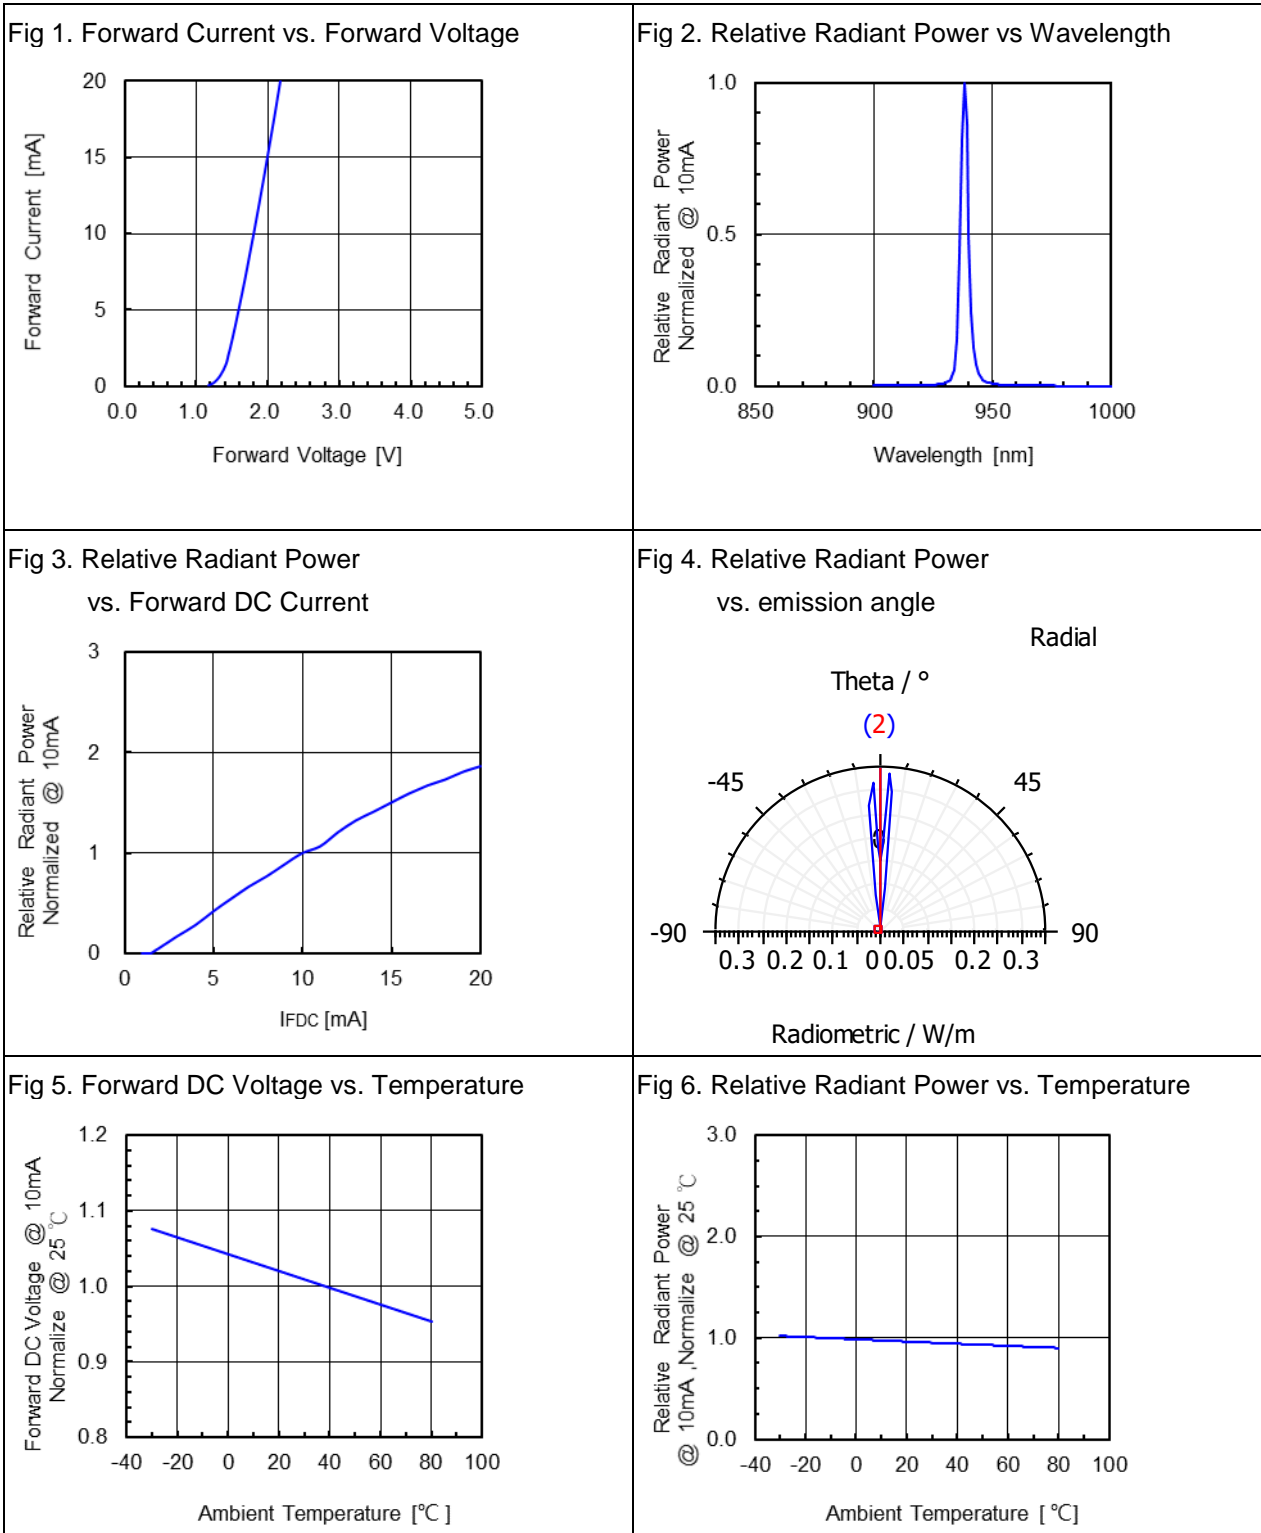 Fig 1. Forward Current vs. Forward Voltage
20
15
10
5
0
0.0 1.0 2.0 3.0 4.0 5.0
Forward Current [mA]
Forward Voltage [V]
Fig 2. Relative Radiant Power vs Wavelength
1.0
0.5
0.0
850 900 950 1000
Relative Radiant Power
Normalized @ 10mA
Wavelength [nm]
Fig 3. Relative Radiant Power
vs. Forward DC Current
3
2
1
0
0 5 10 15 20
Relative Radiant Power
Normalized @ 10mA
IFDC [mA]
Fig 4. Relative Radiant Power
vs. emission angle
Radial
Theta / °
(2)
-45 45
-90 90
0.3 0.2 0.1 0 0.05 0.2 0.3
Radiometric / W/m
Fig 5. Forward DC Voltage vs. Temperature
1.2
1.1
1.0
0.9
0.8
-40 -20 0 20 40 60 80 100
Forward DC Voltage @ 10mA
Normalize @ 25 °C
Ambient Temperature [°C ]
Fig 6. Relative Radiant Power vs. Temperature
3.0
2.0
1.0
0.0
-40 -20 0 20 40 60 80 100
Relative Radiant Power
@ 10mA ,Normalize @ 25 °C
Ambient Temperature [ °C]